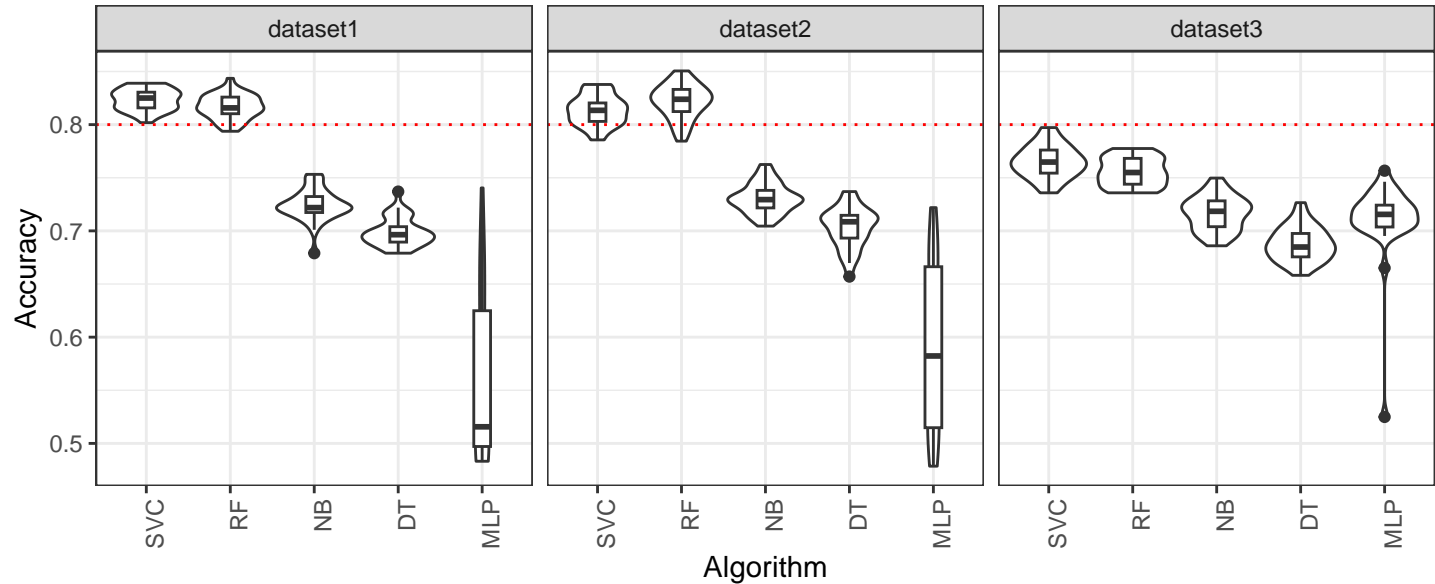 dataset1 dataset2 dataset3
Accuracy
0.8
0.7
0.6
0.5
SVC RF NB DT MLP SVC RF NB DT MLP SVC RF NB DT MLP
Algorithm